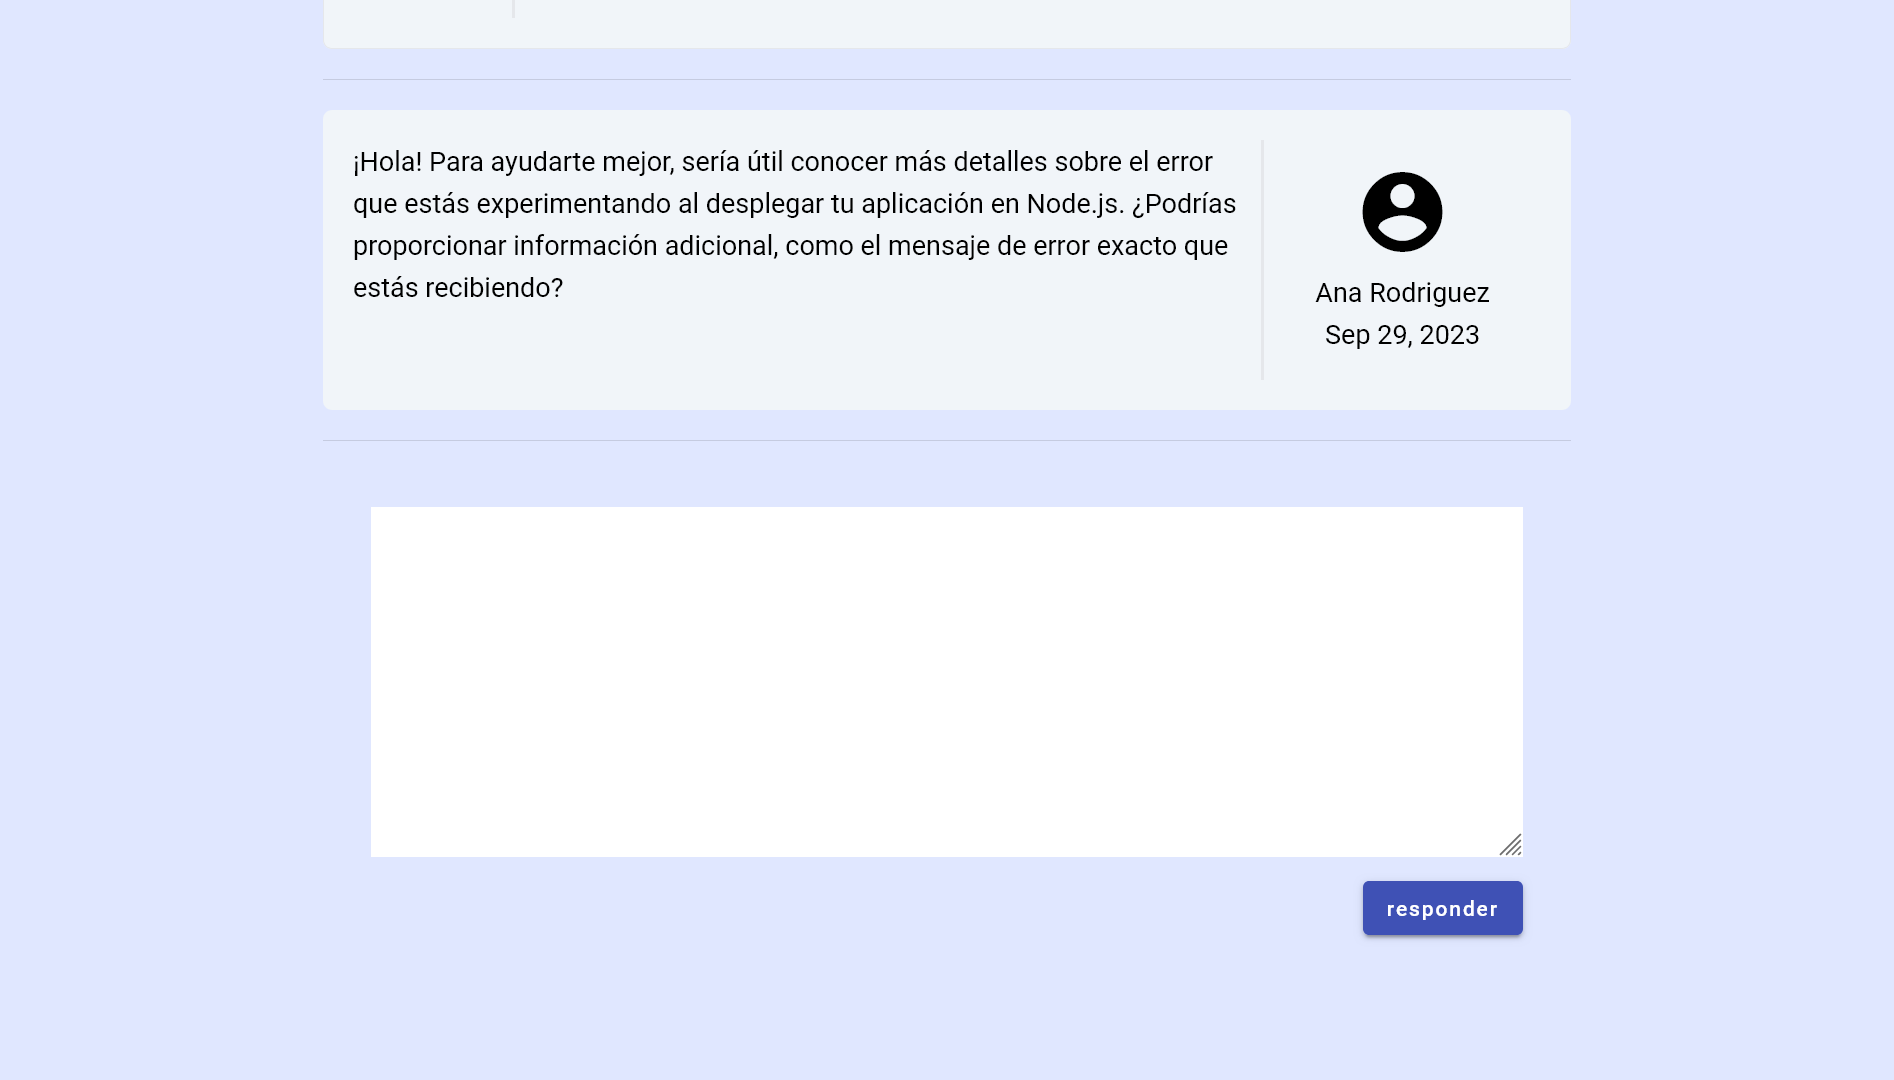 ¡Hola! Para ayudarte mejor, sería útil conocer más detalles sobre el error
que estás experimentando al desplegar tu aplicación en Node.js. ¿Podrías
proporcionar información adicional, como el mensaje de error exacto que
estás recibiendo?
Ana Rodriguez
Sep 29, 2023
responder